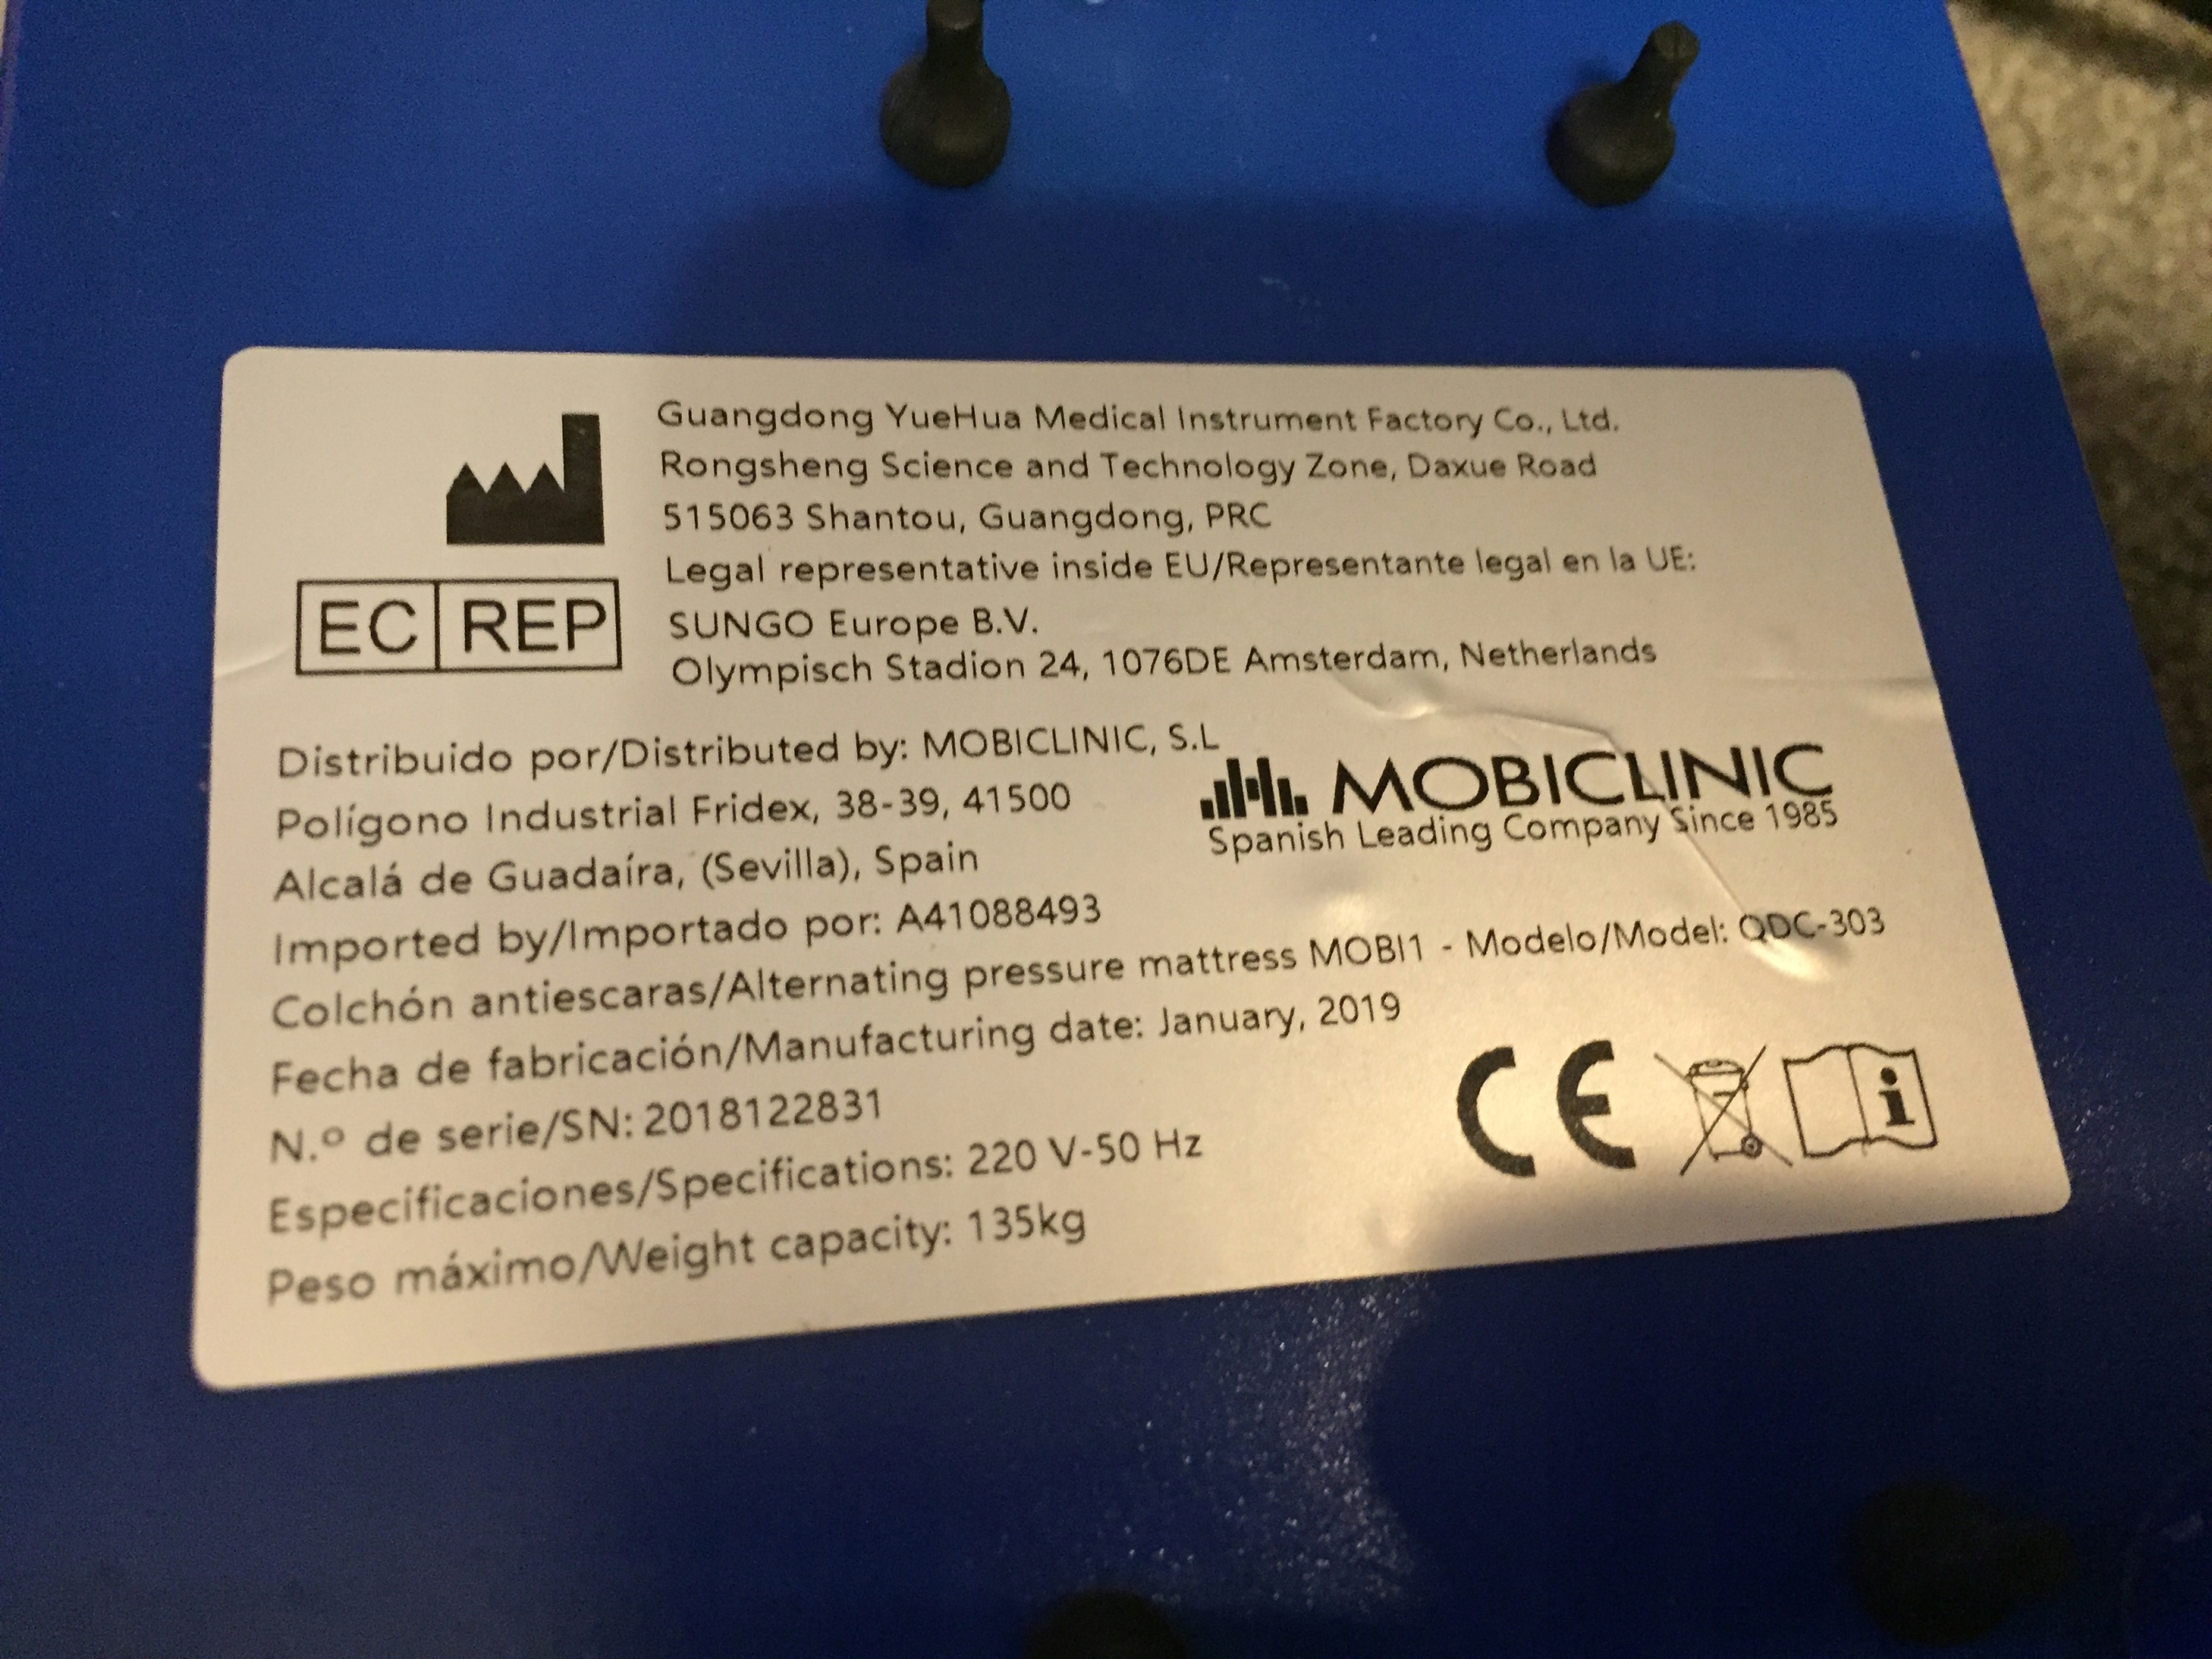 Guangdong YueHua Medical Instrument Factory Co., Ltd.
Rongsheng Science and Technology Zone, Daxue Road
515063 Shantou, Guangdong, PRC
Legal representative inside EU/Representante legal en la UE:
EC REP
SUNGO Europe B.V.
Olympisch Stadion 24, 1076DE Amsterdam, Netherlands
Distribuido por/Distributed by: MOBICLINIC, S.L
Polígono Industrial Fridex, 38-39, 41500
Alcalá de Guadaíra, (Sevilla), Spain
MOBICLINIC
Spanish Leading Company Since 1985
Imported by/Importado por: A41088493
Colchón antiescaras/Alternating pressure mattress MOBI1 - Modelo/Model: QDC-303
Fecha de fabricación/Manufacturing date: January, 2019
N.º de serie/SN: 2018122831
Especificaciones/Specifications: 220 V-50 Hz
Peso máximo/Weight capacity: 135kg
CE
i